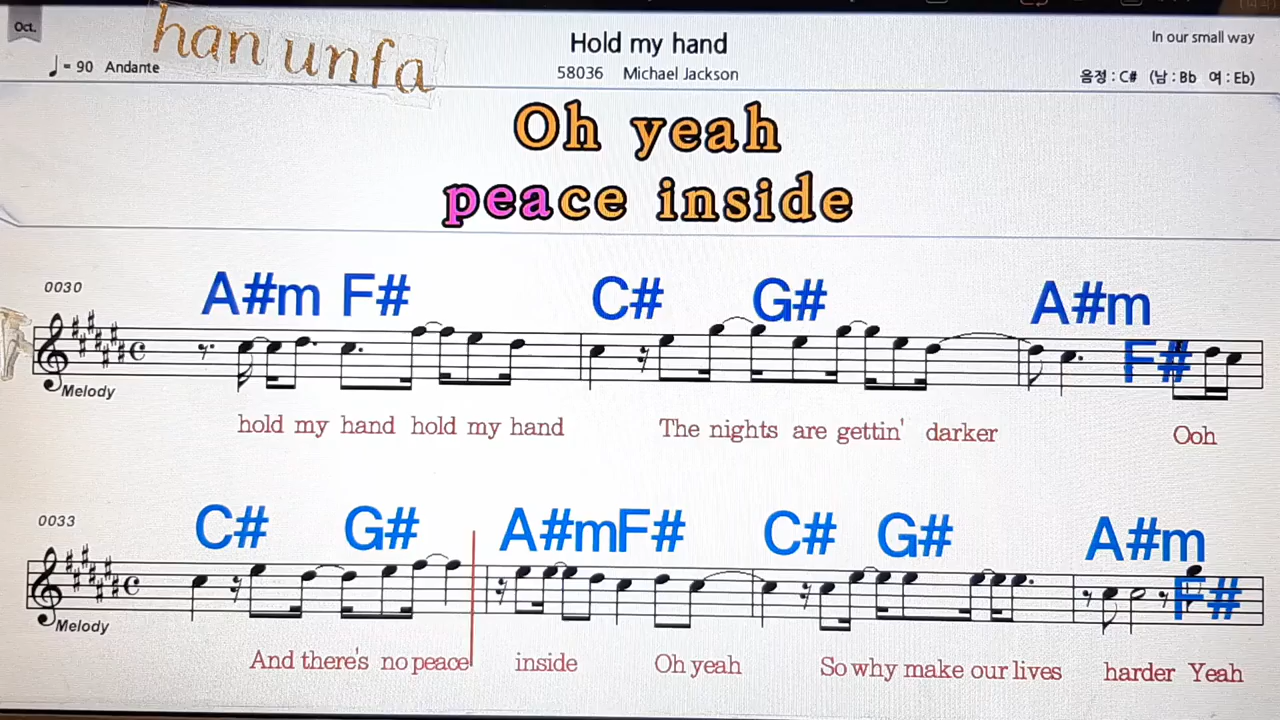 Oct.
han unfa
Hold my hand
In our small way
♩ = 90 Andante
58036 Michael Jackson
음정 : C# (남 : Bb 여 : Eb)
Oh yeah
peace inside
0030
A#m F# C# G# A#m F#
Melody
hold my hand hold my hand The nights are gettin' darker Ooh
0033
C# G# A#m F# C# G# A#m F#
Melody
And there's no peace inside Oh yeah So why make our lives harder Yeah